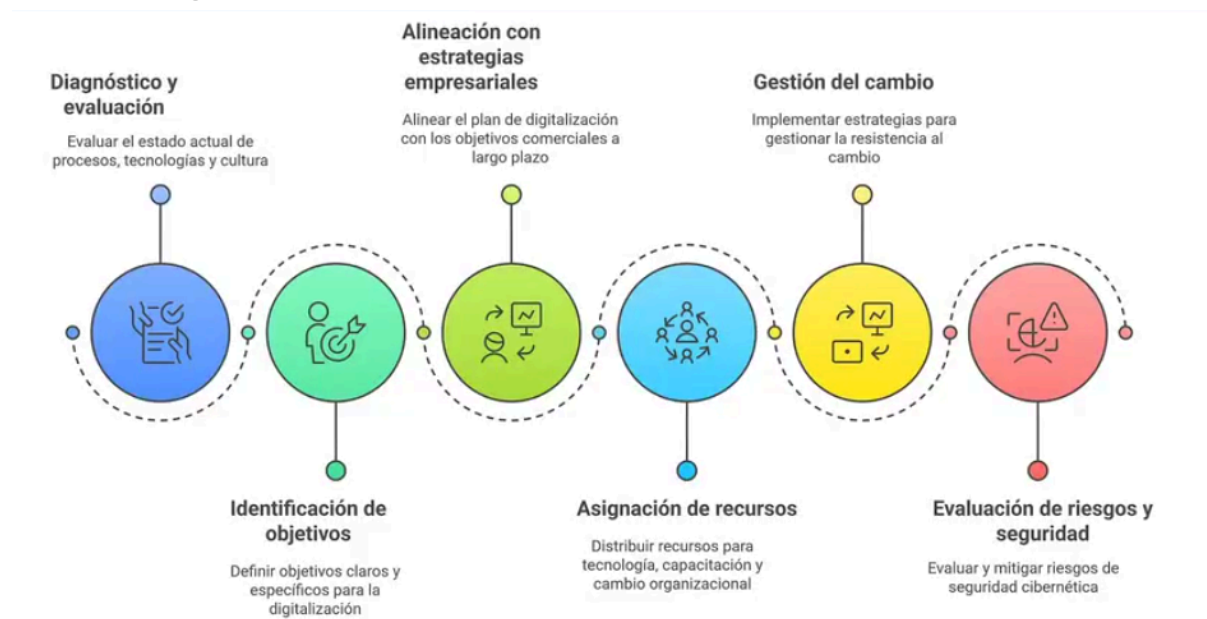 Diagnóstico y
evaluación
Evaluar el estado actual de
procesos, tecnologías y cultura
Identificación de
objetivos
Definir objetivos claros y
específicos para la
digitalización
Alineación con
estrategias
empresariales
Alinear el plan de digitalización
con los objetivos comerciales a
largo plazo
Asignación de recursos
Distribuir recursos para
tecnología, capacitación y
cambio organizacional
Gestión del cambio
Implementar estrategias para
gestionar la resistencia al
cambio
Evaluación de riesgos y
seguridad
Evaluar y mitigar riesgos de
seguridad cibernética